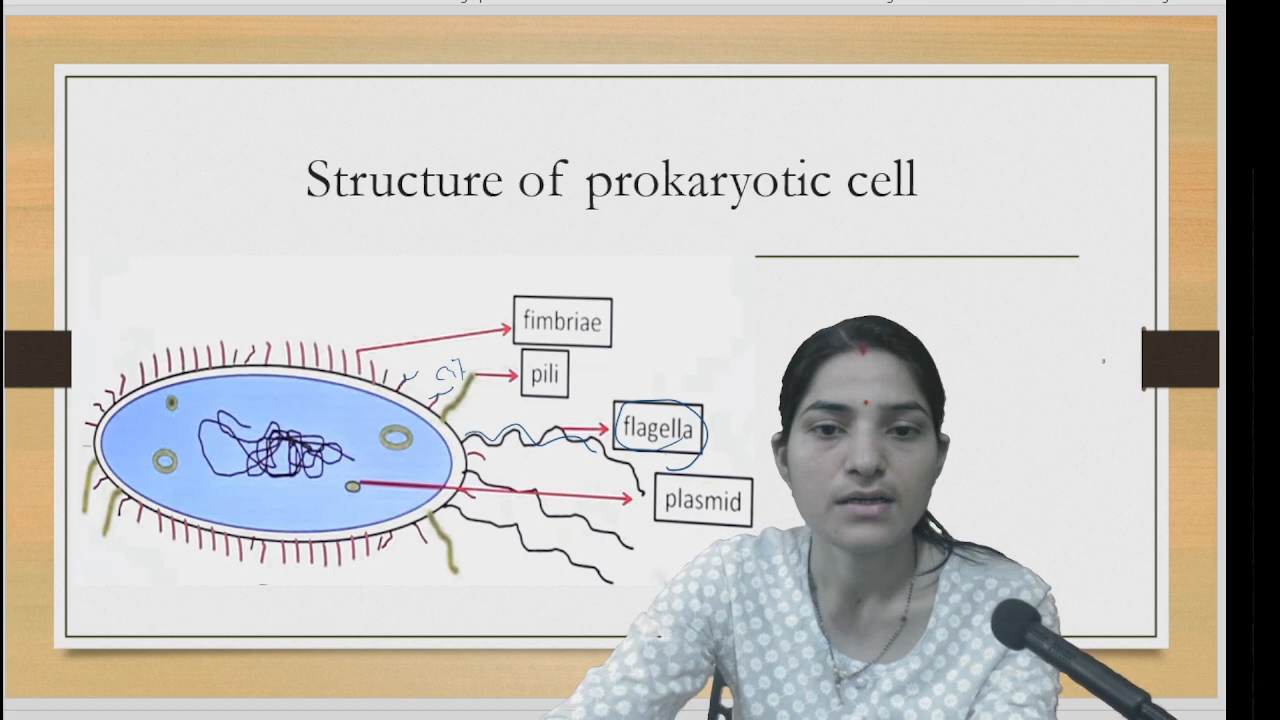 Structure of prokaryotic cell
fimbriae
pili
flagella
plasmid